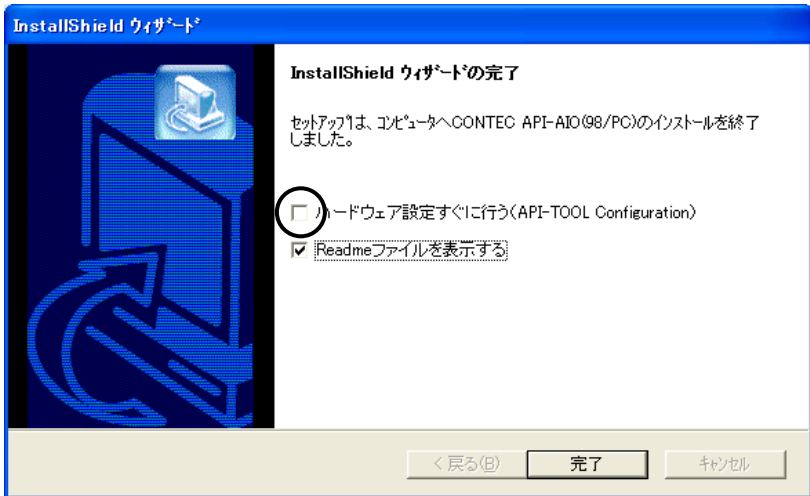 InstallShield ウィザード
InstallShield ウィザードの完了
セットアップは、コンピュータへCONTEC API-AIO(98/PC)のインストールを終了
しました。
ハードウェア設定すぐに行う(API-TOOL Configuration)
Readmeファイルを表示する
< 戻る(B)
完了
キャンセル